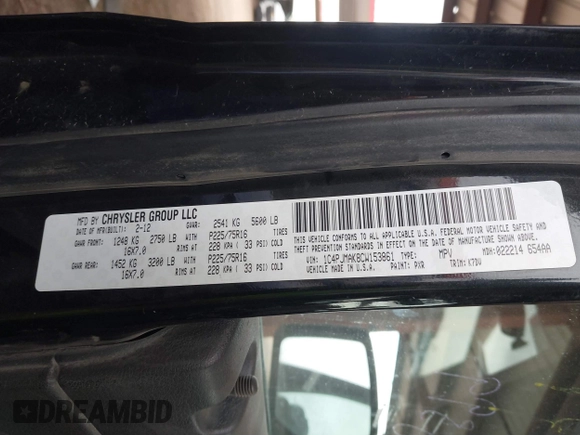 MFD BY CHRYSLER GROUP LLC
DATE OF MFR(BUILT): 2-12 GVWR: 2541 KG 5600 LB
GAWR FRONT: 1248 KG 2750 LB WITH P225/75R16 TIRES
16X7.0 RIMS AT 228 KPA ( 33 PSI) COLD
GAWR REAR: 1452 KG 3200 LB WITH P225/75R16 TIRES
16X7.0 RIMS AT 228 KPA ( 33 PSI) COLD
THIS VEHICLE CONFORMS TO ALL APPLICABLE U.S.A. FEDERAL MOTOR VEHICLE SAFETY AND
THEFT PREVENTION STANDARDS IN EFFECT ON THE DATE OF MANUFACTURE SHOWN ABOVE.
VIN: 1C4PJMAK8CW153861 TYPE: MPV MDH: 022214 654AA
MADE IN U.S.A. PAINT: PXR TRIM: K7DV
DREAMBID